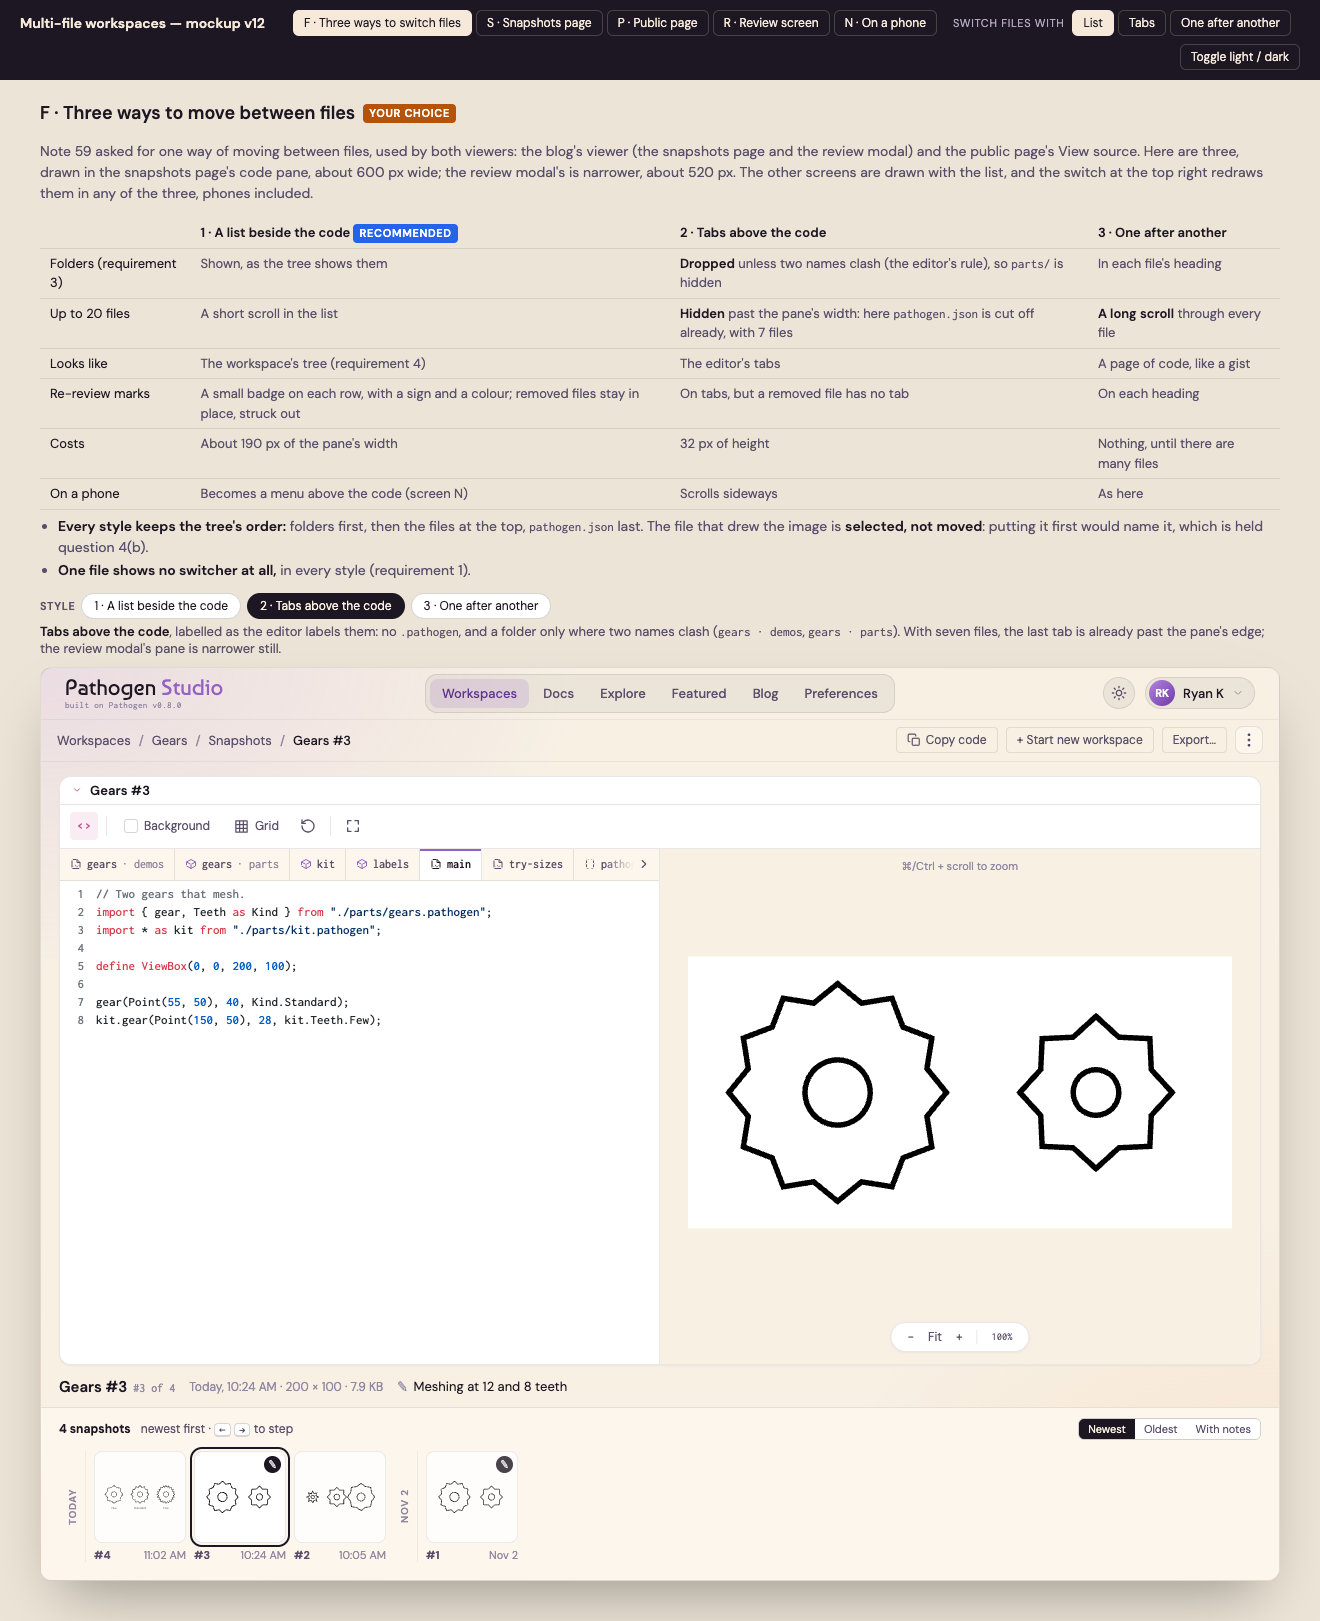 Multi-file workspaces — mockup v12
F · Three ways to switch files
S · Snapshots page
P · Public page
R · Review screen
N · On a phone
SWITCH FILES WITH
List
Tabs
One after another
Toggle light / dark
F · Three ways to move between files YOUR CHOICE
Note 59 asked for one way of moving between files, used by both viewers: the blog's viewer (the snapshots page and the review modal) and the public page's View source. Here are three,
drawn in the snapshots page's code pane, about 600 px wide; the review modal's is narrower, about 520 px. The other screens are drawn with the list, and the switch at the top right redraws
them in any of the three, phones included.
1 · A list beside the code RECOMMENDED
2 · Tabs above the code
3 · One after another
Folders (requirement
3)
Shown, as the tree shows them
Dropped unless two names clash (the editor's rule), so parts/ is
hidden
In each file's heading
Up to 20 files
A short scroll in the list
Hidden past the pane's width: here pathogen.json is cut off
already, with 7 files
A long scroll through every
file
Looks like
The workspace's tree (requirement 4)
The editor's tabs
A page of code, like a gist
Re-review marks
A small badge on each row, with a sign and a colour; removed files stay in
place, struck out
On tabs, but a removed file has no tab
On each heading
Costs
About 190 px of the pane's width
32 px of height
Nothing, until there are
many files
On a phone
Becomes a menu above the code (screen N)
Scrolls sideways
As here
• Every style keeps the tree's order: folders first, then the files at the top, pathogen.json last. The file that drew the image is selected, not moved: putting it first would name it, which is held
question 4(b).
• One file shows no switcher at all, in every style (requirement 1).
STYLE
1 · A list beside the code
2 · Tabs above the code
3 · One after another
Tabs above the code, labelled as the editor labels them: no .pathogen, and a folder only where two names clash (gears · demos, gears · parts). With seven files, the last tab is already past the pane's edge;
the review modal's pane is narrower still.
Pathogen Studio
built on Pathogen v0.8.0
Workspaces
Docs
Explore
Featured
Blog
Preferences
RK
Ryan K
Workspaces / Gears / Snapshots / Gears #3
Copy code
+ Start new workspace
Export…
Gears #3
Background
Grid
gears · demos
gears · parts
kit
labels
main
try-sizes
⌘/Ctrl + scroll to zoom
1 // Two gears that mesh.
2 import { gear, Teeth as Kind } from "./parts/gears.pathogen";
3 import * as kit from "./parts/kit.pathogen";
4
5 define ViewBox(0, 0, 200, 100);
6
7 gear(Point(55, 50), 40, Kind.Standard);
8 kit.gear(Point(150, 50), 28, kit.Teeth.Few);
− Fit + 100%
Gears #3 #3 of 4 Today, 10:24 AM · 200 × 100 · 7.9 KB ✎ Meshing at 12 and 8 teeth
4 snapshots newest first · ← → to step
Newest
Oldest
With notes
TODAY
#4 11:02 AM
#3 10:24 AM
#2 10:05 AM
NOV 2
#1 Nov 2